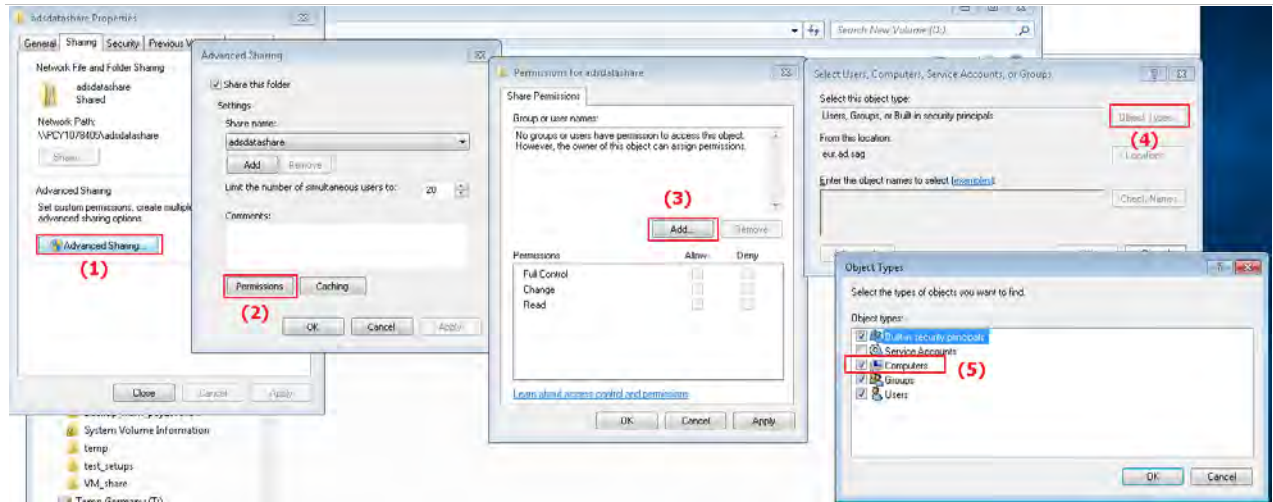 adsdatashare Properties
General Sharing Security Previous V
Network File and Folder Sharing
adsdatashare
Shared
Network Path:
\\PCY1078405\adsdatashare
Share...
Advanced Sharing
Set custom permissions, create multiple
advanced sharing options.
Advanced Sharing...
(1)
Close Cancel Apply
System Volume Information
temp
test_setups
VM_share
Temp Germany (T:)
Advanced Sharing
Share this folder
Settings
Share name:
adsdatashare
Add Remove
Limit the number of simultaneous users to: 20
Comments:
Permissions Caching
(2)
OK Cancel Apply
Search New Volume (D:)
Permissions for adsdatashare
Share Permissions
Group or user names:
No groups or users have permission to access this object.
However, the owner of this object can assign permissions.
(3)
Add... Remove
Permissions Allow Deny
Full Control
Change
Read
Learn about access control and permissions
OK Cancel Apply
Select Users, Computers, Service Accounts, or Groups
Select this object type:
Users, Groups, or Built-in security principals Object Types...
(4)
From this location:
eur.ad.sag Locations...
Enter the object names to select (examples):
Check Names
Object Types
Select the types of objects you want to find.
Object types:
Built-in security principals
Service Accounts
Computers
(5)
Groups
Users
OK Cancel